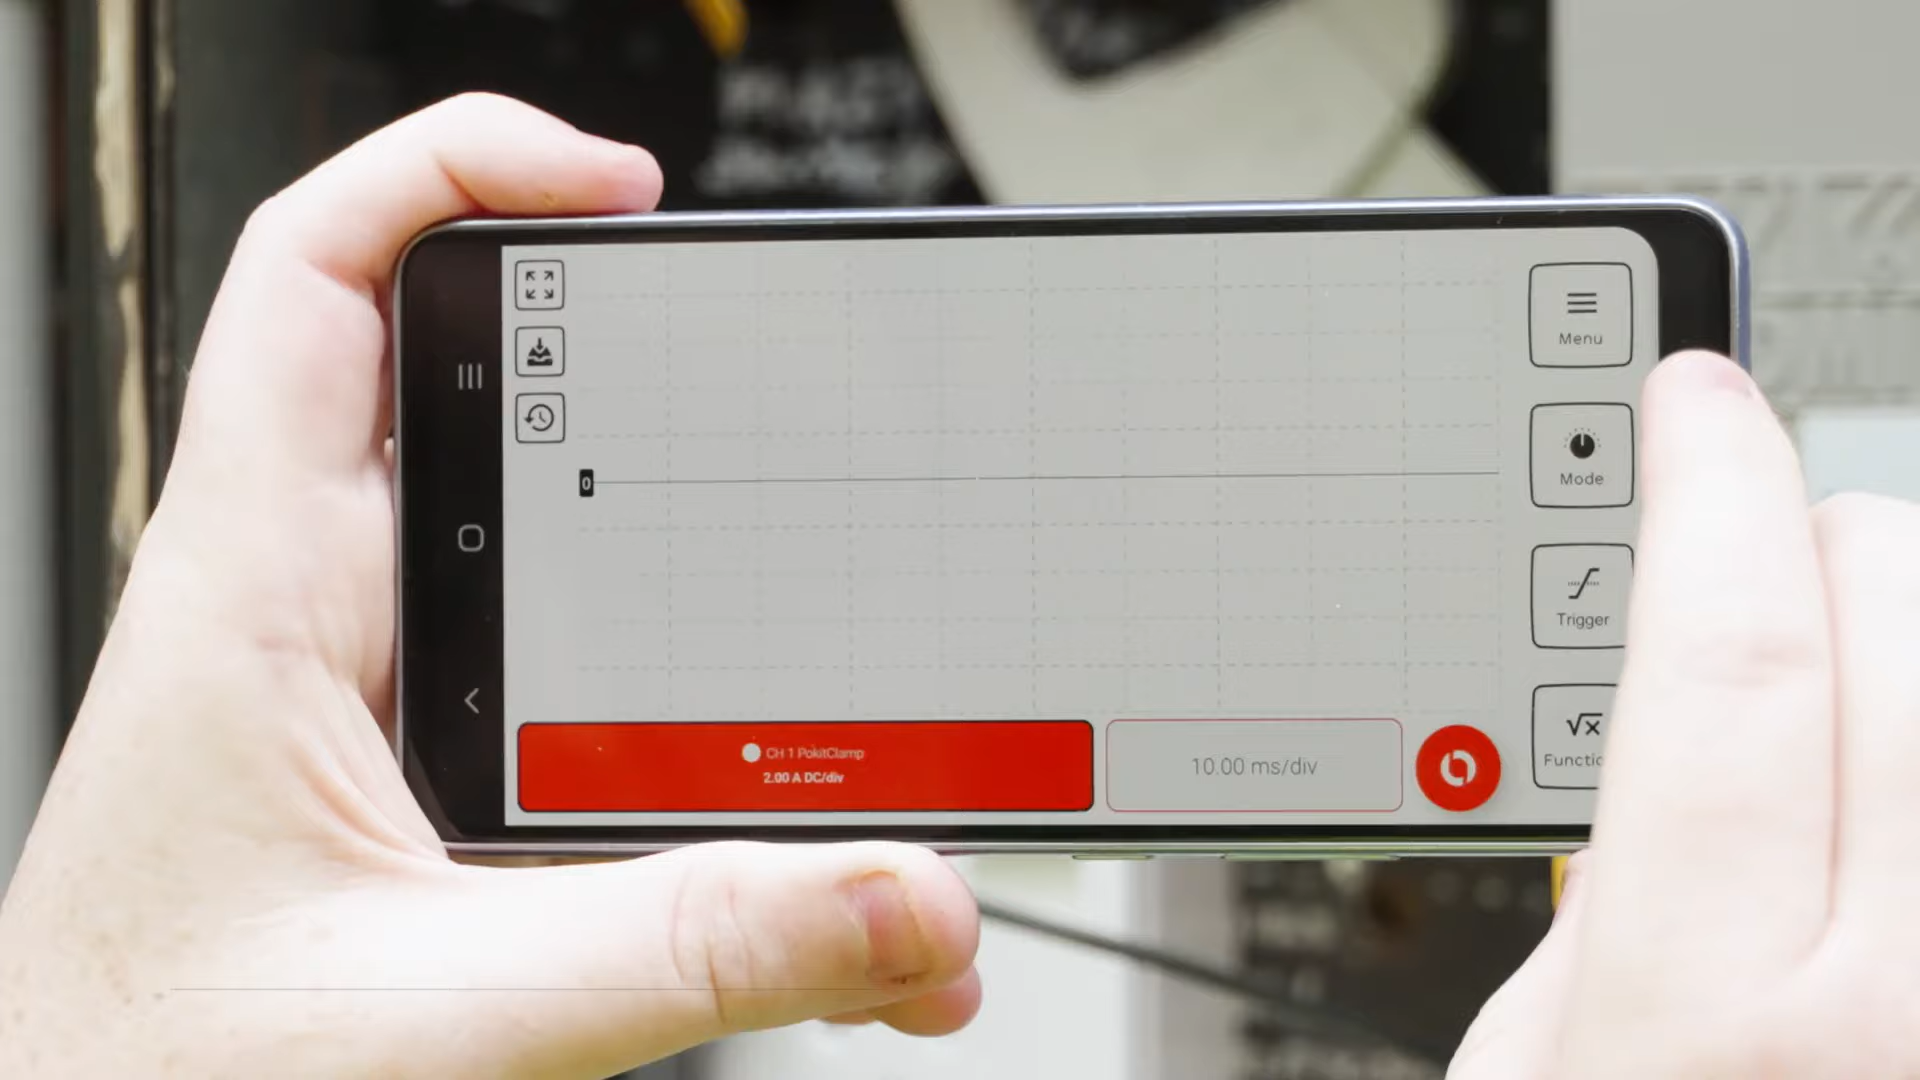 Menu
Mode
0
Trigger
Functio
CH 1 PokitClamp
2.00 A DC/div
10.00 ms/div